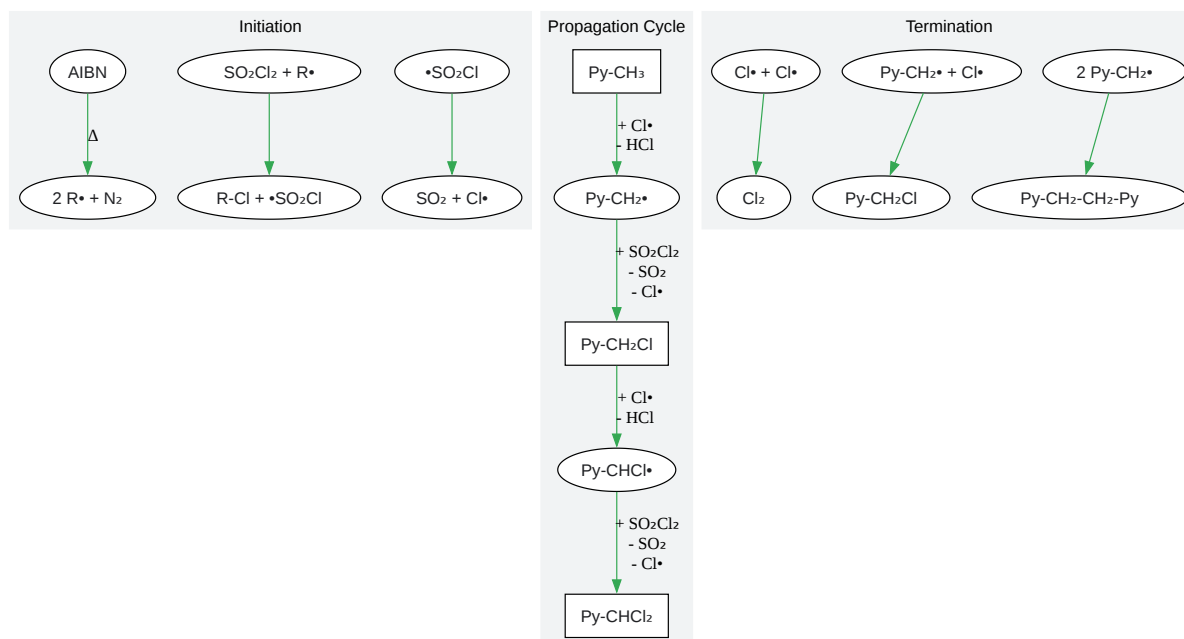 Initiation
AIBN
SO₂Cl₂ + R•
•SO₂Cl
Δ
2 R• + N₂
R-Cl + •SO₂Cl
SO₂ + Cl•
Propagation Cycle
Py-CH₃
+ Cl•
- HCl
Py-CH₂•
+ SO₂Cl₂
- SO₂
- Cl•
Py-CH₂Cl
+ Cl•
- HCl
Py-CHCl•
+ SO₂Cl₂
- SO₂
- Cl•
Py-CHCl₂
Termination
Cl• + Cl•
Py-CH₂• + Cl•
2 Py-CH₂•
Cl₂
Py-CH₂Cl
Py-CH₂-CH₂-Py